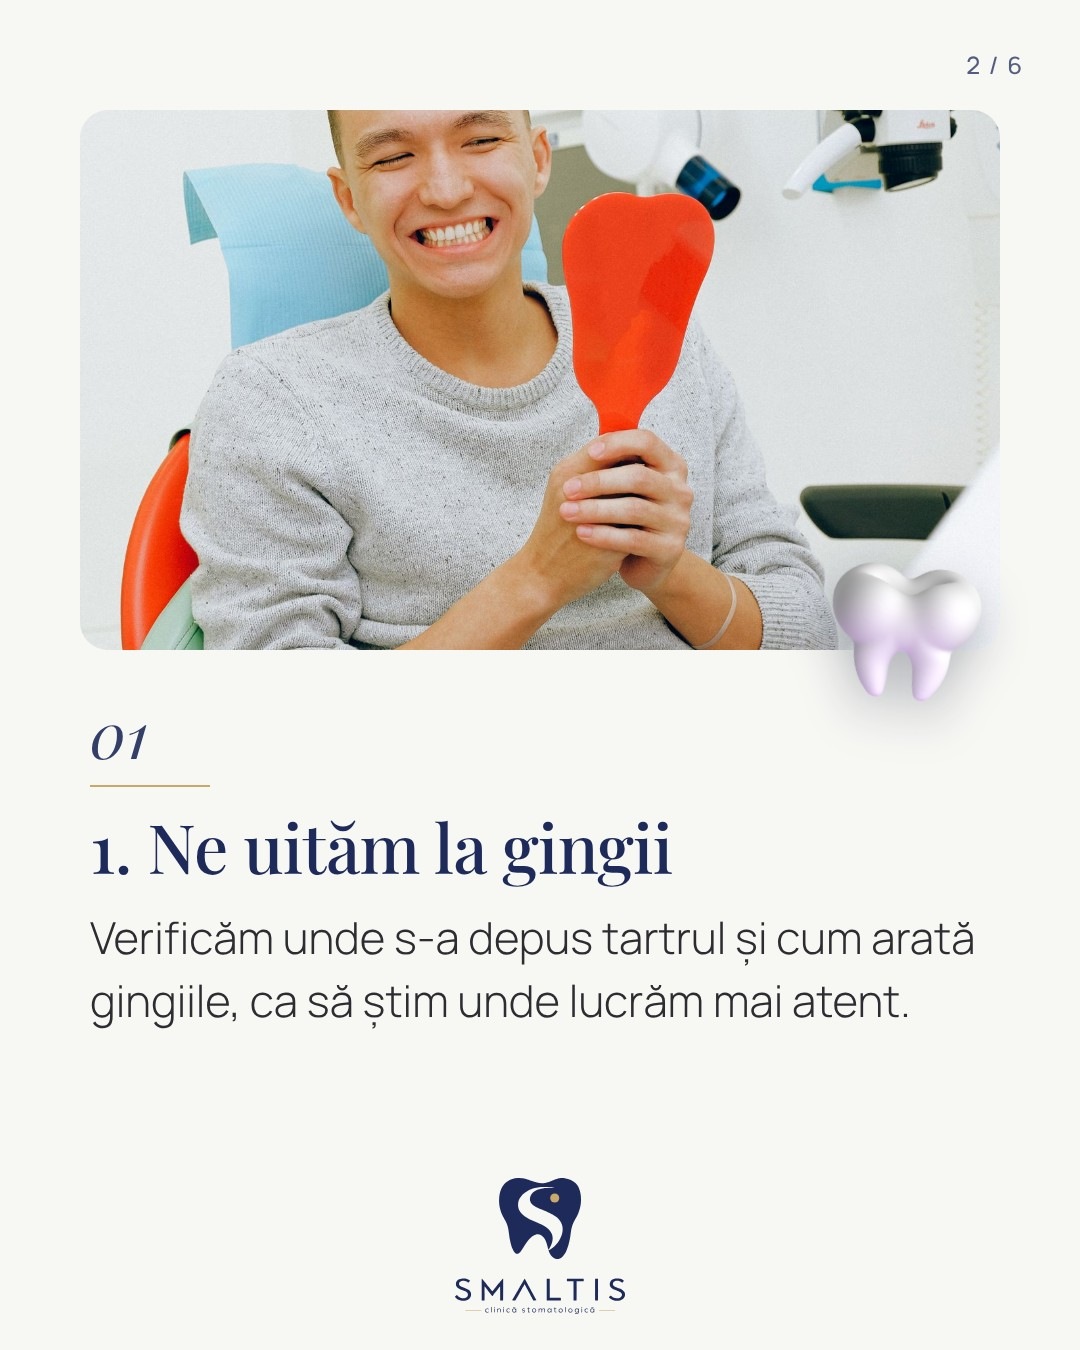 2 / 6
Leica
01
1. Ne uităm la gingii
Verificăm unde s-a depus tartrul și cum arată
gingiile, ca să știm unde lucrăm mai atent.
SMALTIS
clinică stomatologică